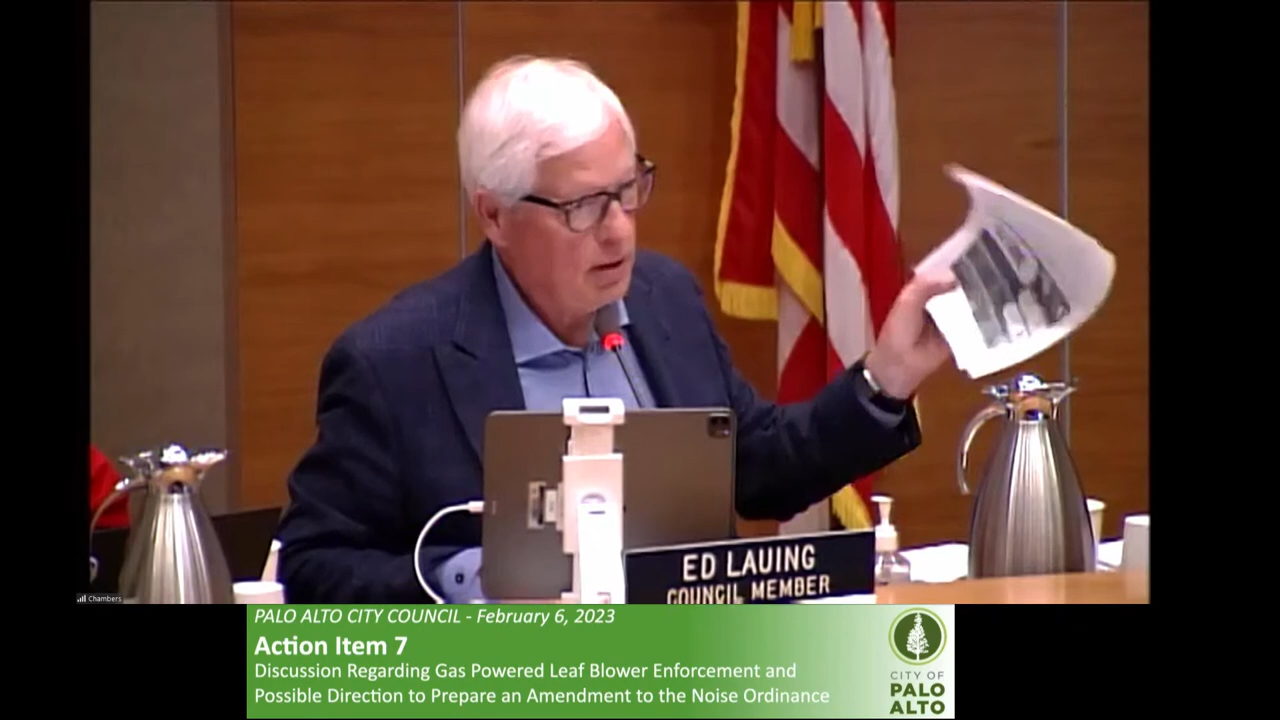 ED LAUING
COUNCIL MEMBER
Chambers
PALO ALTO CITY COUNCIL - February 6, 2023
Action Item 7
Discussion Regarding Gas Powered Leaf Blower Enforcement and
Possible Direction to Prepare an Amendment to the Noise Ordinance
CITY OF
PALO
ALTO